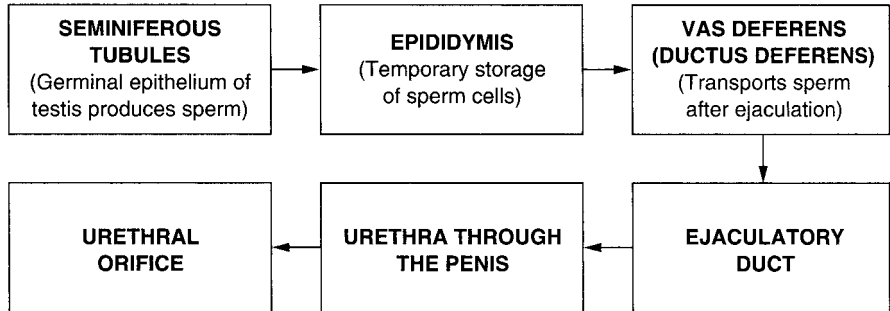 SEMINIFEROUS
TUBULES
(Germinal epithelium of
testis produces sperm)
EPIDIDYMIS
(Temporary storage
of sperm cells)
VAS DEFERENS
(DUCTUS DEFERENS)
(Transports sperm
after ejaculation)
EJACULATORY
DUCT
URETHRA THROUGH
THE PENIS
URETHRAL
ORIFICE